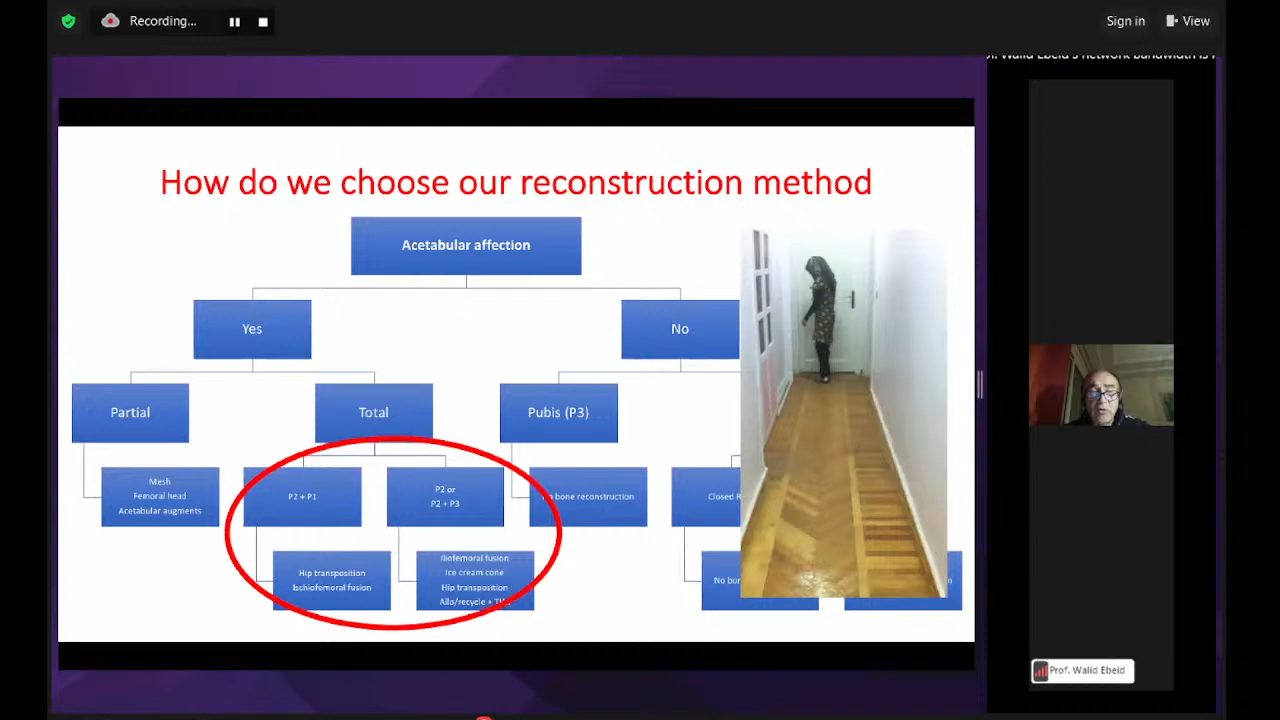 Recording...
Sign in
View
How do we choose our reconstruction method
Acetabular affection
Yes
No
Partial
Total
Pubis (P3)
Mesh
Femoral head
Acetabular augments
P2 + P1
P2 or
P2 + P3
bone reconstruction
Closed
Hip transposition
Ischiofemoral fusion
Iliofemoral fusion
Ice cream cone
Hip transposition
Allo/recycle +
No
Prof. Walid Ebeid